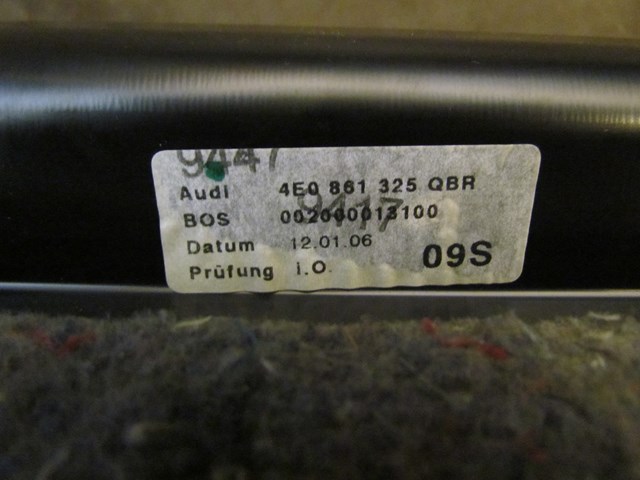 9447
Audi 4E0 861 325 QBR
9417
BOS 002000013100
Datum 12.01.06
09S
Prüfung i.O.